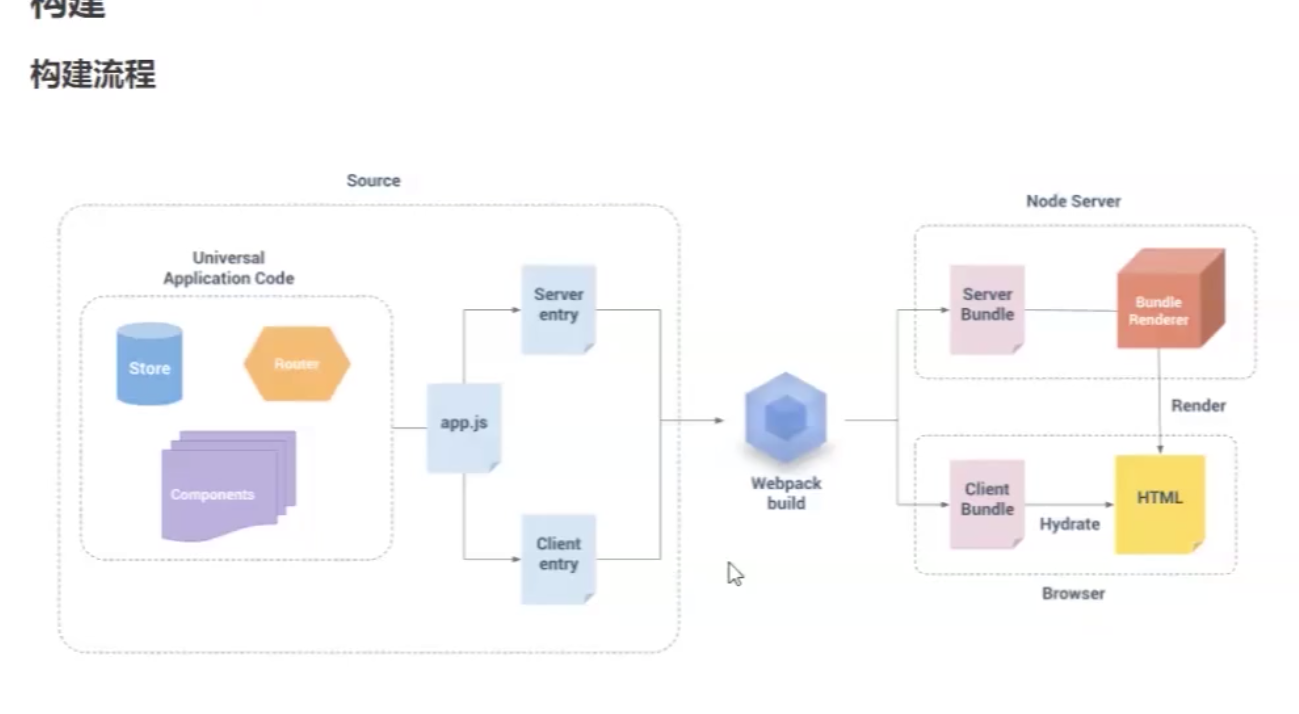 构建
构建流程
Source
Universal
Application Code
Store
Router
Components
app.js
Server
entry
Client
entry
Webpack
build
Node Server
Server
Bundle
Bundle
Renderer
Render
Client
Bundle
Hydrate
HTML
Browser